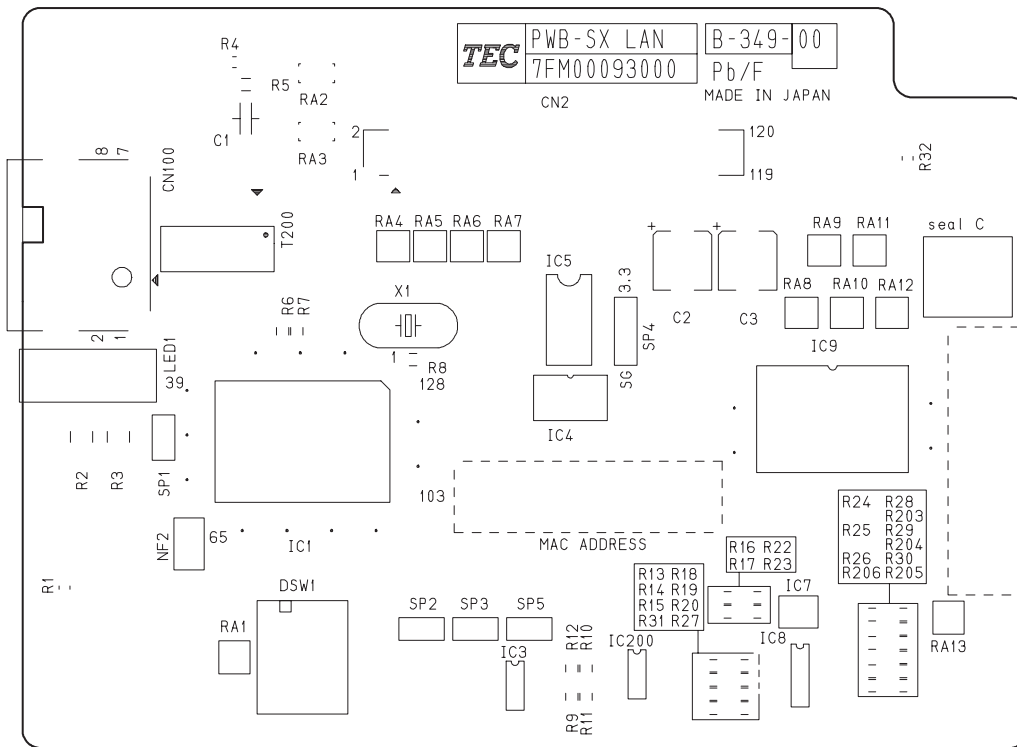 TEC
PWB-SX LAN
7FM00093000
B-349-00
Pb/F
MADE IN JAPAN
CN2
R4
R5
RA2
C1
RA3
2
1
120
119
R32
8
7
CN100
T200
2
1
RA4
RA5
RA6
RA7
IC5
3.3
SP4
SG
+
+
C2
C3
RA9
RA11
seal C
RA8
RA10
RA12
R6
R7
X1
1
R8
128
IC9
LED1
39
IC4
R2
R3
SP1
NF2
65
IC1
103
MAC ADDRESS
R24 R28
R203
R25 R29
R204
R26 R30
R206 R205
R16 R22
R17 R23
R13 R18
R14 R19
R15 R20
R31 R27
IC7
IC8
R1
DSW1
RA1
SP2
SP3
SP5
IC3
R12
R10
IC200
R9
R11
RA13